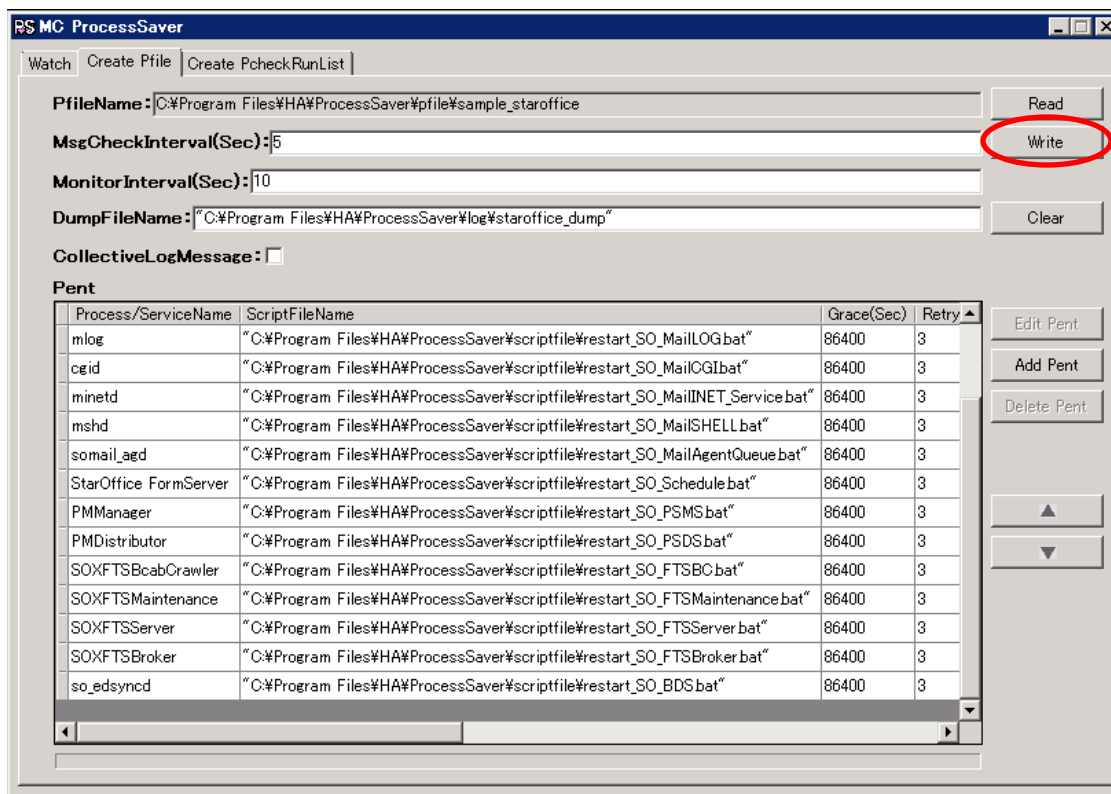 MC ProcessSaver
Watch Create Pfile Create PcheckRunList
PfileName: C:¥Program Files¥HA¥ProcessSaver¥pfile¥sample_staroffice Read
MsgCheckInterval(Sec): 5 Write
MonitorInterval(Sec): 10
DumpFileName: "C:¥Program Files¥HA¥ProcessSaver¥log¥staroffice_dump" Clear
CollectiveLogMessage:
Pent
Process/ServiceName ScriptFileName Grace(Sec) Retry
mlog "C:¥Program Files¥HA¥ProcessSaver¥scriptfile¥restart_SO_MailLOG.bat" 86400 3
cgid "C:¥Program Files¥HA¥ProcessSaver¥scriptfile¥restart_SO_MailCGI.bat" 86400 3
minetd "C:¥Program Files¥HA¥ProcessSaver¥scriptfile¥restart_SO_MailINET_Service.bat" 86400 3
mshd "C:¥Program Files¥HA¥ProcessSaver¥scriptfile¥restart_SO_MailSHELL.bat" 86400 3
somail_agd "C:¥Program Files¥HA¥ProcessSaver¥scriptfile¥restart_SO_MailAgentQueue.bat" 86400 3
StarOffice FormServer "C:¥Program Files¥HA¥ProcessSaver¥scriptfile¥restart_SO_Schedule.bat" 86400 3
PMManager "C:¥Program Files¥HA¥ProcessSaver¥scriptfile¥restart_SO_PSMS.bat" 86400 3
PMDistributor "C:¥Program Files¥HA¥ProcessSaver¥scriptfile¥restart_SO_PSDS.bat" 86400 3
SOXFTSBcabCrawler "C:¥Program Files¥HA¥ProcessSaver¥scriptfile¥restart_SO_FTSBC.bat" 86400 3
SOXFTSMaintenance "C:¥Program Files¥HA¥ProcessSaver¥scriptfile¥restart_SO_FTSMaintenance.bat" 86400 3
SOXFTSServer "C:¥Program Files¥HA¥ProcessSaver¥scriptfile¥restart_SO_FTSServer.bat" 86400 3
SOXFTSBroker "C:¥Program Files¥HA¥ProcessSaver¥scriptfile¥restart_SO_FTSBroker.bat" 86400 3
so_edsyncd "C:¥Program Files¥HA¥ProcessSaver¥scriptfile¥restart_SO_BDS.bat" 86400 3
Edit Pent
Add Pent
Delete Pent
▲
▼